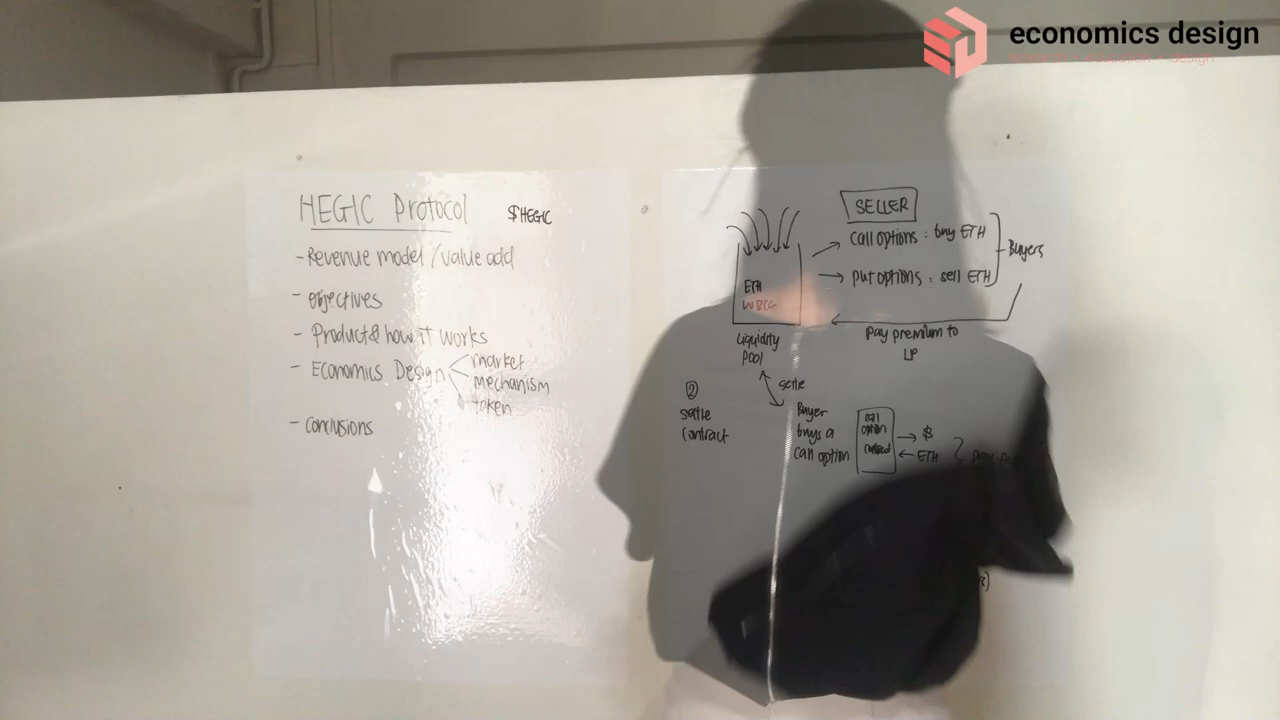 economics design
HEGIC Protocol
$HEGIC
- Revenue model / value add
- objectives
- Product & how it works
- Economics Design
market
mechanism
token
- conclusions
SELLER
call options : buy ETH
put options : sell ETH
Buyers
ETH
WBTC
Liquidity
pool
pay premium to
LP
settle
②
settle
contract
Buyer
buys a
call option
call
option
contract
$
ETH